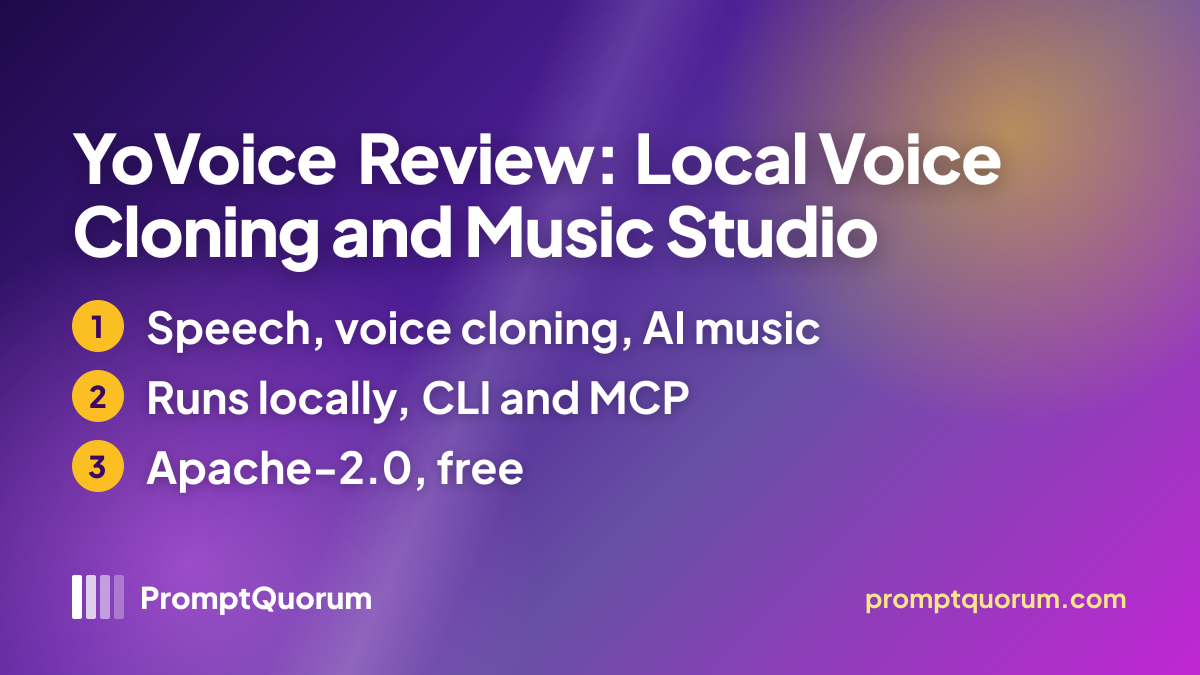 YoVoice Review: Local Voice
Cloning and Music Studio
1 Speech, voice cloning, AI music
2 Runs locally, CLI and MCP
3 Apache-2.0, free
PromptQuorum
promptquorum.com